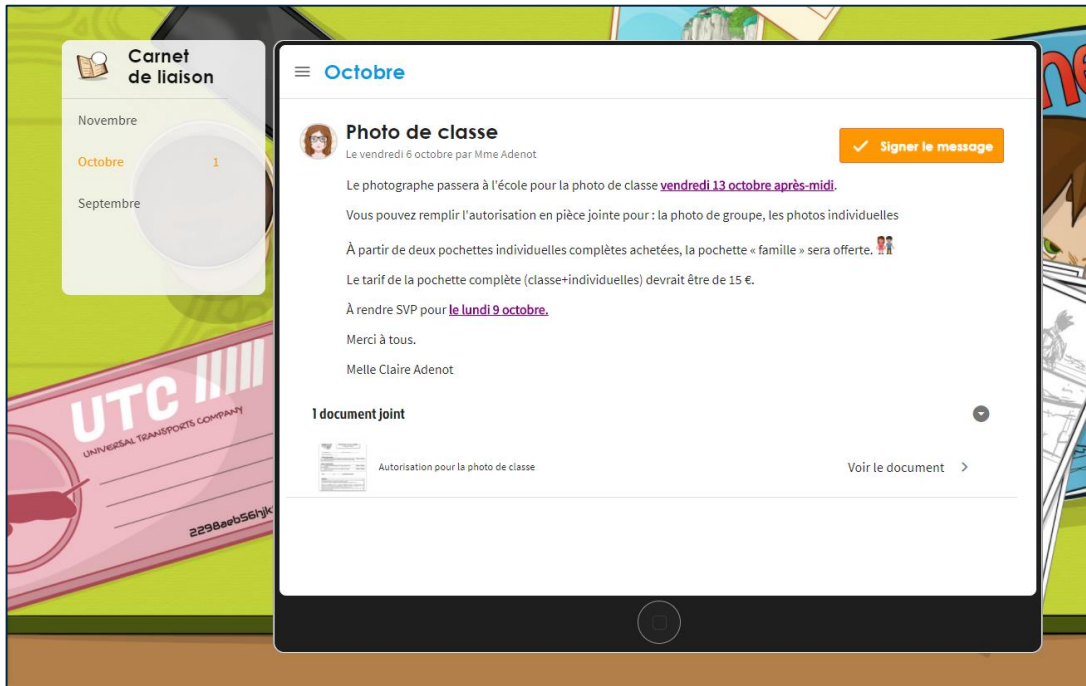 Carnet
de liaison
Novembre
Octobre 1
Septembre
Octobre
Photo de classe
Le vendredi 6 octobre par Mme Adenot
Signer le message
Le photographe passera à l'école pour la photo de classe vendredi 13 octobre après-midi.
Vous pouvez remplir l'autorisation en pièce jointe pour : la photo de groupe, les photos individuelles
À partir de deux pochettes individuelles complètes achetées, la pochette « famille » sera offerte.
Le tarif de la pochette complète (classe+individuelles) devrait être de 15 €.
À rendre SVP pour le lundi 9 octobre.
Merci à tous.
Melle Claire Adenot
1 document joint
Autorisation pour la photo de classe
Voir le document
UTC
UNIVERSAL TRANSPORTS COMPANY